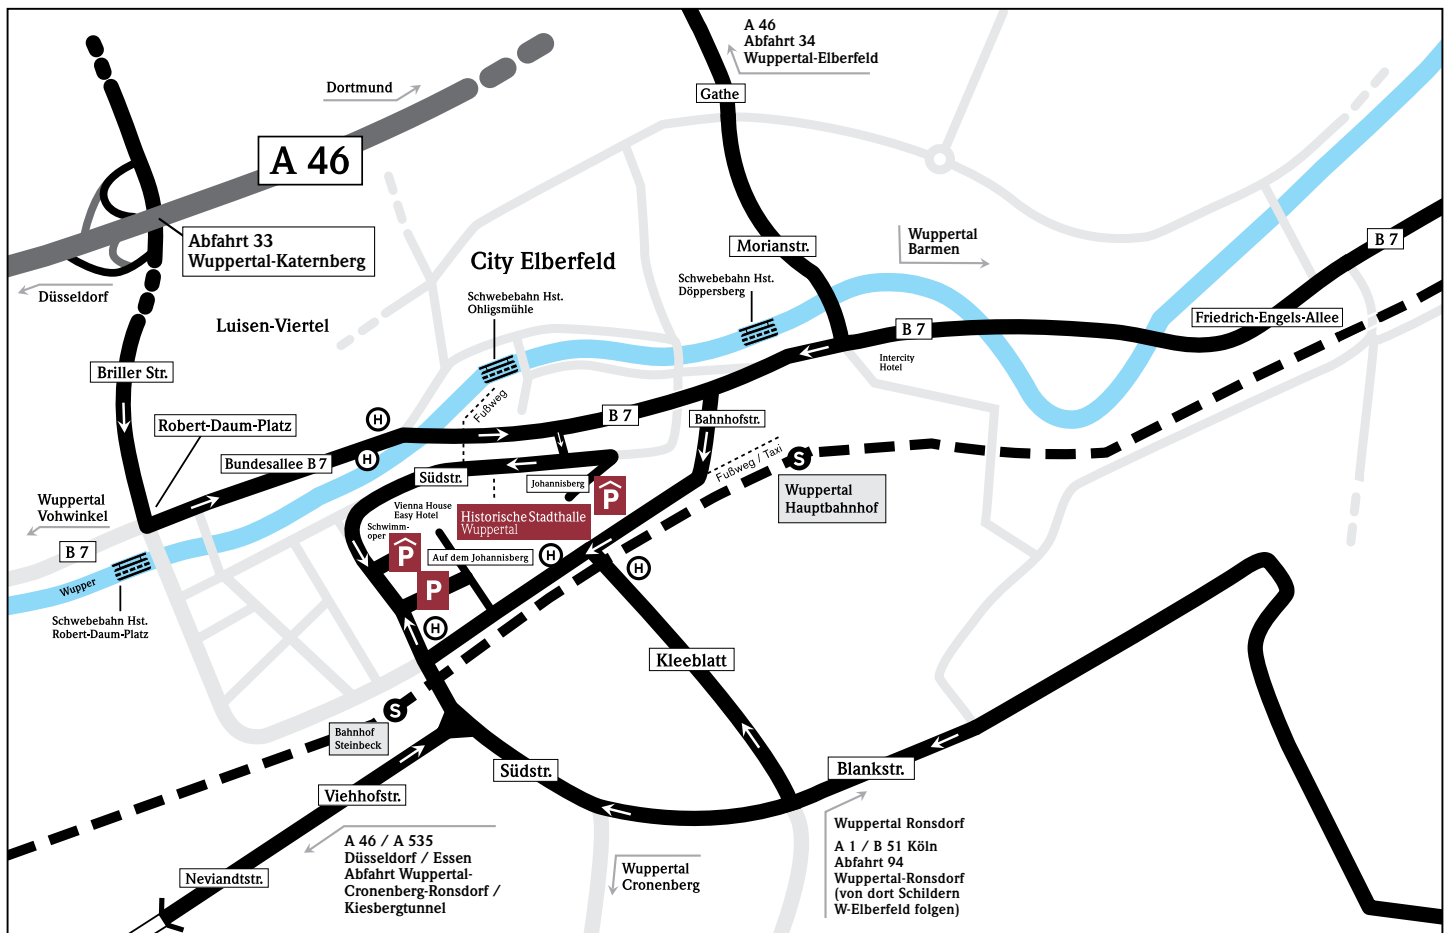 A 46
Abfahrt 34
Wuppertal-Elberfeld
Dortmund
Gathe
A 46
Abfahrt 33
Wuppertal-Katernberg
Düsseldorf
Luisen-Viertel
City Elberfeld
Schwebebahn Hst.
Ohligsmühle
Morianstr.
Schwebebahn Hst.
Döppersberg
Wuppertal
Barmen
B 7
Friedrich-Engels-Allee
B 7
Intercity
Hotel
Briller Str.
Robert-Daum-Platz
H
H
Bundesallee B 7
Fußweg
B 7
Bahnhofstr.
Fußweg / Taxi
S
Wuppertal
Hauptbahnhof
Südstr.
Johannisberg
P
Wuppertal
Vohwinkel
B 7
Wupper
Schwebebahn Hst.
Robert-Daum-Platz
Vienna House
Easy Hotel
Schwimm-
oper
Historische Stadthalle
Wuppertal
P
Auf dem Johannisberg
H
H
P
H
Kleeblatt
S
Bahnhof
Steinbeck
Südstr.
Blankstr.
Viehhofstr.
Neviandtstr.
A 46 / A 535
Düsseldorf / Essen
Abfahrt Wuppertal-
Cronenberg-Ronsdorf /
Kiesbergtunnel
Wuppertal
Cronenberg
Wuppertal Ronsdorf
A 1 / B 51 Köln
Abfahrt 94
Wuppertal-Ronsdorf
(von dort Schildern
W-Elberfeld folgen)